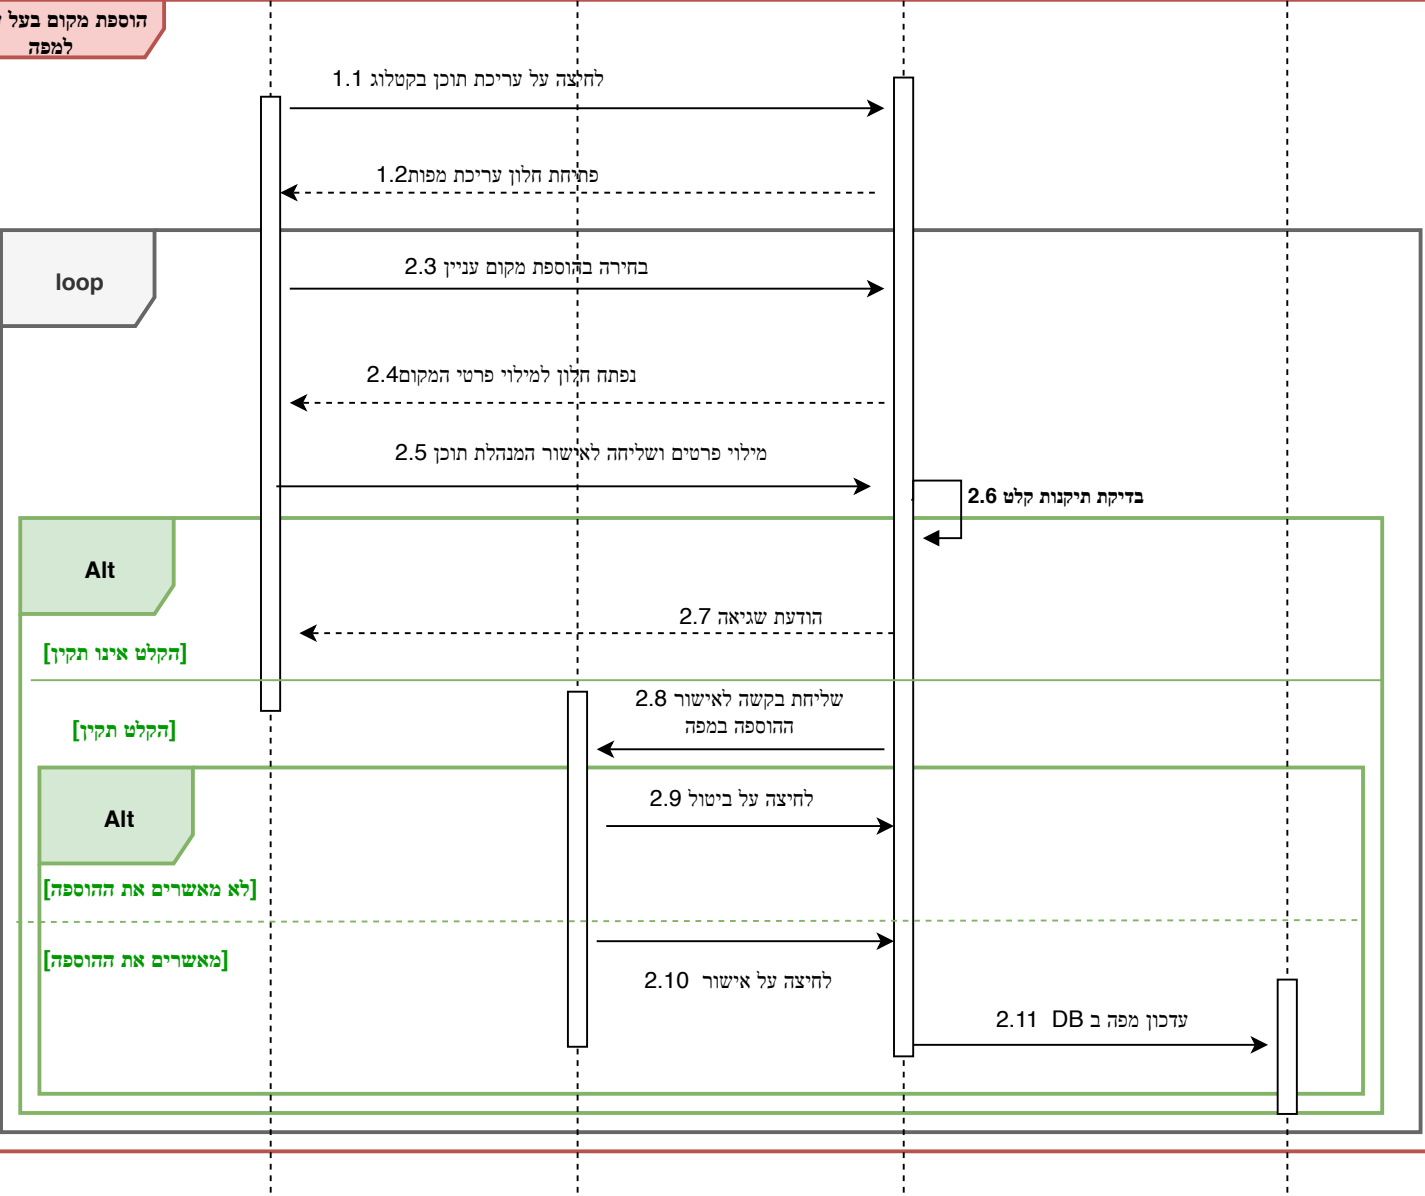 הוספת מקום בעל
למפה
1.1 לחיצה על עריכת תוכן בקטלוג
1.2פתיחת חלון עריכת מפות
loop
2.3 בחירה בהוספת מקום עניין
2.4נפתח חלון למילוי פרטי המקום
2.5 מילוי פרטים ושליחה לאישור המנהלת תוכן
2.6 בדיקת תיקנות קלט
Alt
2.7 הודעת שגיאה
[הקלט אינו תקין]
2.8 שליחת בקשה לאישור
ההוספה במפה
[הקלט תקין]
2.9 לחיצה על ביטול
Alt
[לא מאשרים את ההוספה]
[מאשרים את ההוספה]
2.10 לחיצה על אישור
2.11 עדכון מפה ב DB